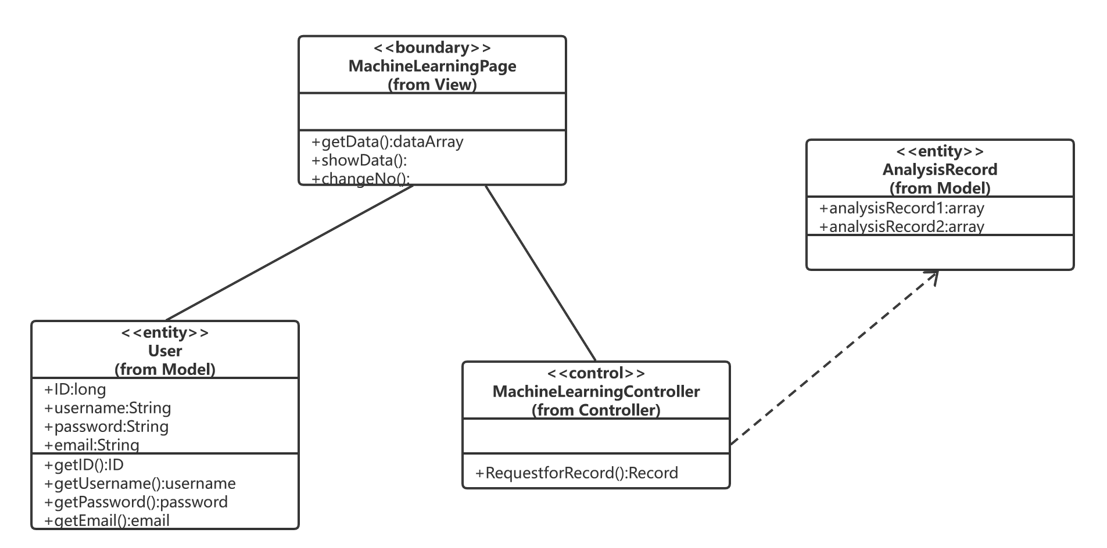 <<boundary>>
MachineLearningPage
(from View)
+getData():dataArray
+showData():
+changeNo():
<<entity>>
AnalysisRecord
(from Model)
+analysisRecord1:array
+analysisRecord2:array
<<entity>>
User
(from Model)
+ID:long
+username:String
+password:String
+email:String
+getID():ID
+getUsername():username
+getPassword():password
+getEmail():email
<<control>>
MachineLearningController
(from Controller)
+RequestforRecord():Record